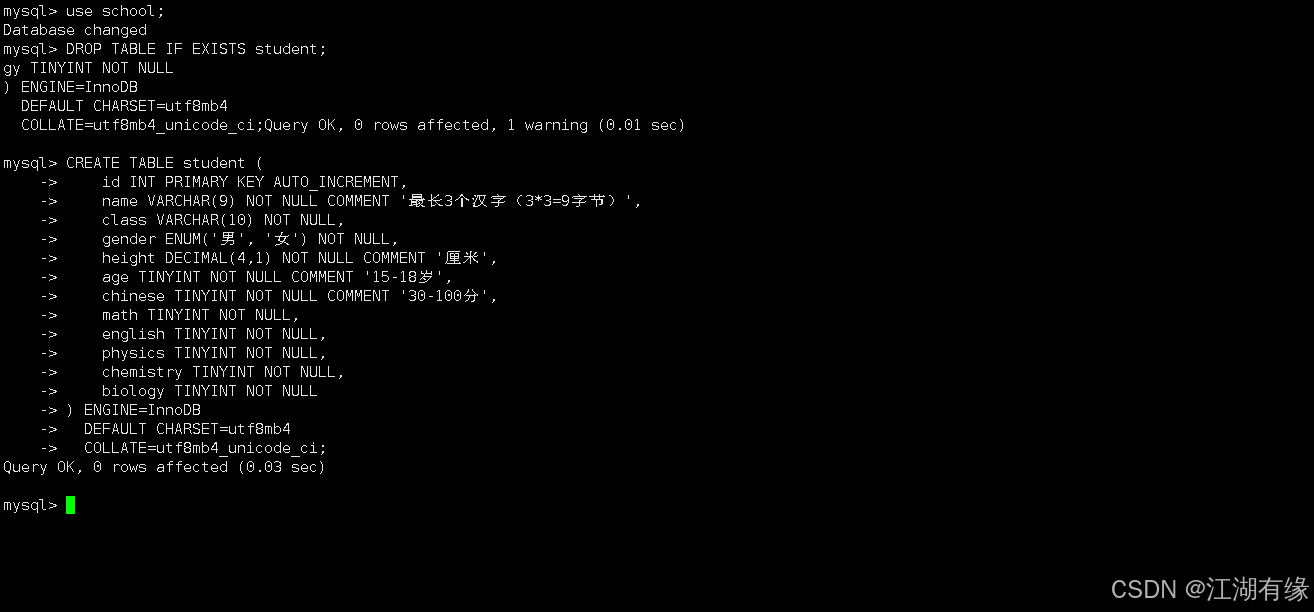 mysql> use school;
Database changed
mysql> DROP TABLE IF EXISTS student;
gy TINYINT NOT NULL
) ENGINE=InnoDB
  DEFAULT CHARSET=utf8mb4
  COLLATE=utf8mb4_unicode_ci;Query OK, 0 rows affected, 1 warning (0.01 sec)
mysql> CREATE TABLE student (
    ->     id INT PRIMARY KEY AUTO_INCREMENT,
    ->     name VARCHAR(9) NOT NULL COMMENT '最长3个汉字（3*3=9字节）',
    ->     class VARCHAR(10) NOT NULL,
    ->     gender ENUM('男', '女') NOT NULL,
    ->     height DECIMAL(4,1) NOT NULL COMMENT '厘米',
    ->     age TINYINT NOT NULL COMMENT '15-18岁',
    ->     chinese TINYINT NOT NULL COMMENT '30-100分',
    ->     math TINYINT NOT NULL,
    ->     english TINYINT NOT NULL,
    ->     physics TINYINT NOT NULL,
    ->     chemistry TINYINT NOT NULL,
    ->     biology TINYINT NOT NULL
    -> ) ENGINE=InnoDB
    ->   DEFAULT CHARSET=utf8mb4
    ->   COLLATE=utf8mb4_unicode_ci;
Query OK, 0 rows affected (0.03 sec)
mysql>
CSDN @江湖有缘